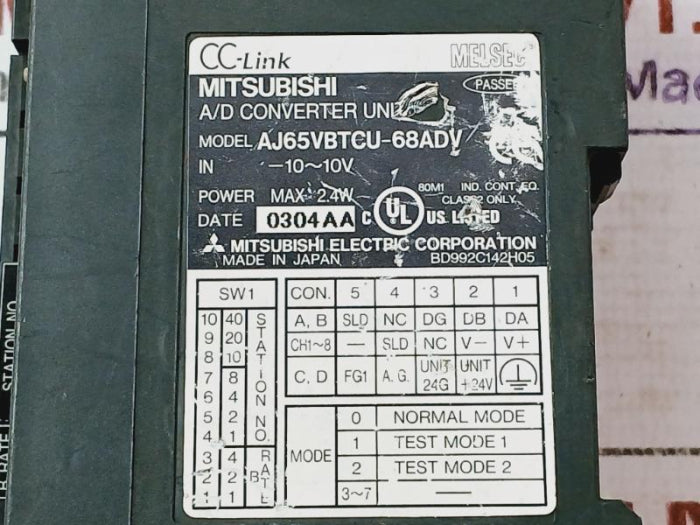 CC-Link MELSEC
MITSUBISHI PASSED
A/D CONVERTER UNIT
MODEL AJ65VBTCU-68ADV
IN -10~10V
POWER MAX 2.4W 80M1 IND. CONT. EQ.
CLASS2 ONLY
DATE 0304AA C UL US LISTED
MITSUBISHI ELECTRIC CORPORATION
MADE IN JAPAN BD992C142H05
SW1
10 40
9 20
8 10
7 8
6 4
5 2
4 1
STATION NO.
3 4
2 2
1 1
B RATE
CON. 5 4 3 2 1
A, B SLD NC DG DB DA
CH1~8 — SLD NC V- V+
C, D FG1 A.G. UNIT 24G UNIT +24V
MODE
0 NORMAL MODE
1 TEST MODE 1
2 TEST MODE 2
3~7 —
STATION NO.